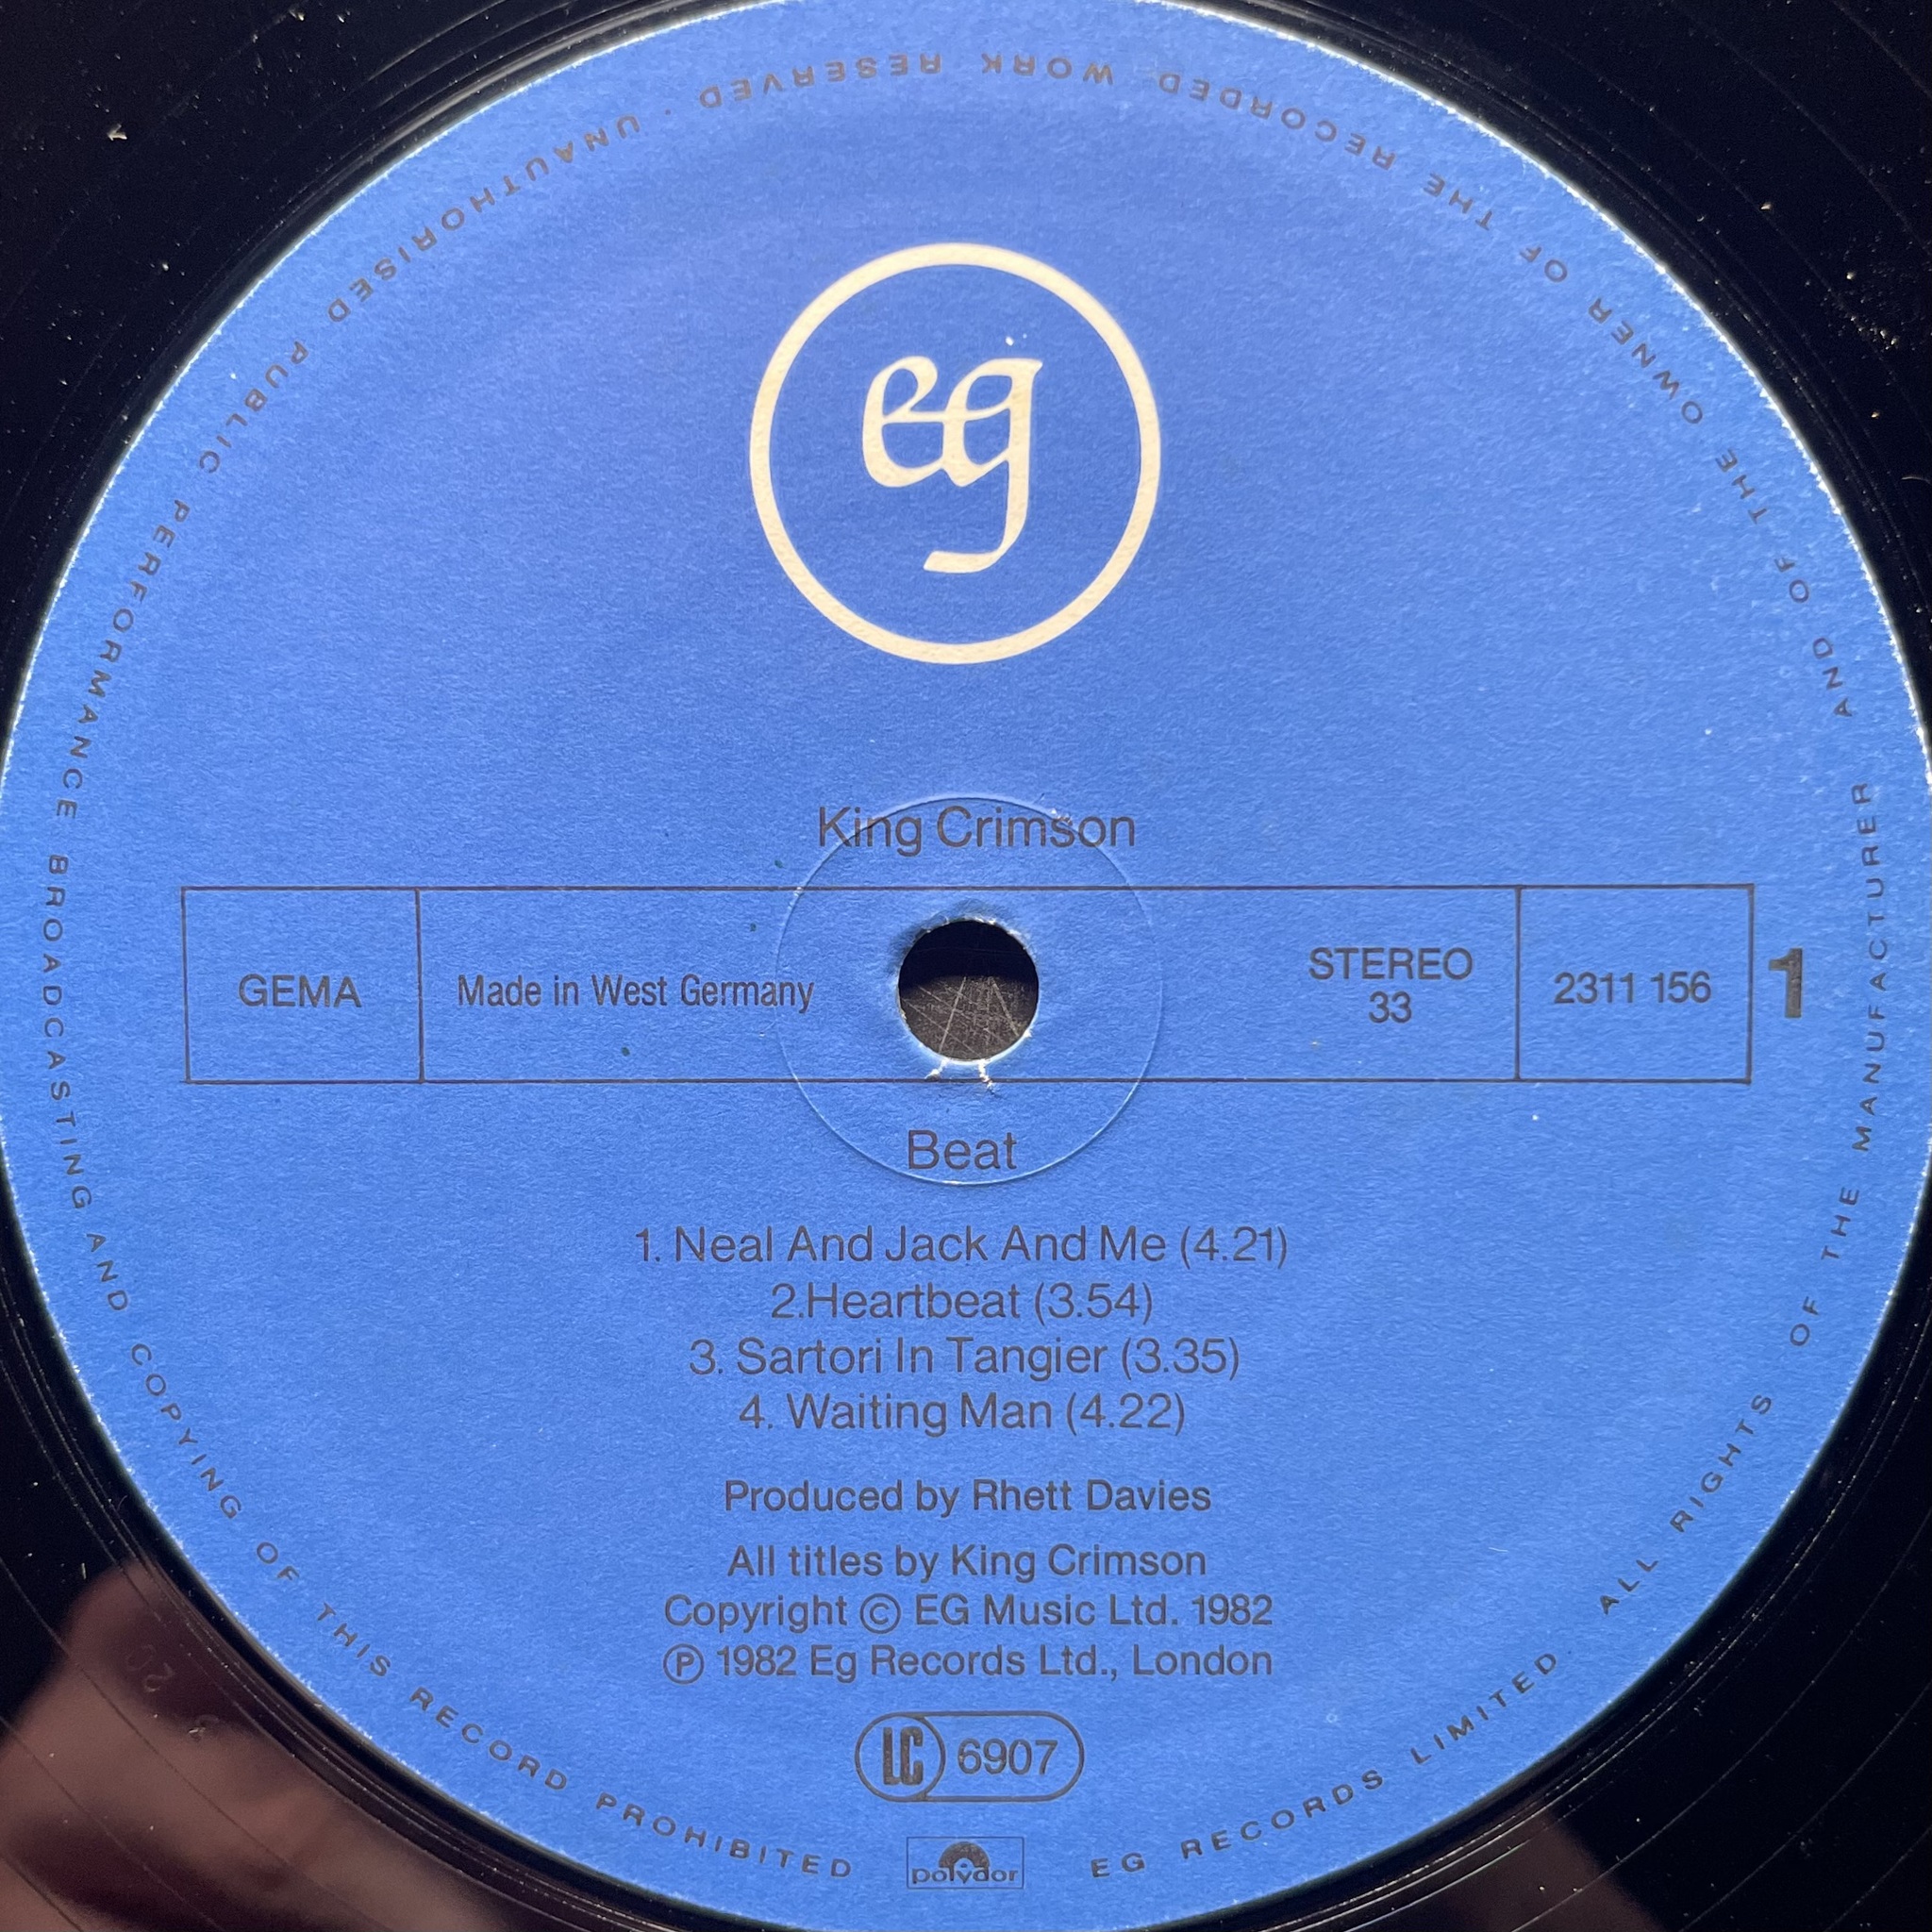 eg
King Crimson
GEMA
Made in West Germany
STEREO
33
2311 156
1
Beat
1. Neal And Jack And Me (4.21)
2.Heartbeat (3.54)
3. Sartori In Tangier (3.35)
4. Waiting Man (4.22)
Produced by Rhett Davies
All titles by King Crimson
Copyright © EG Music Ltd. 1982
℗ 1982 Eg Records Ltd., London
LC 6907
polydor
EG RECORDS LIMITED. ALL RIGHTS OF THE MANUFACTURER AND OF THE OWNER OF THE RECORDED WORK RESERVED. UNAUTHORISED PUBLIC PERFORMANCE BROADCASTING AND COPYING OF THIS RECORD PROHIBITED